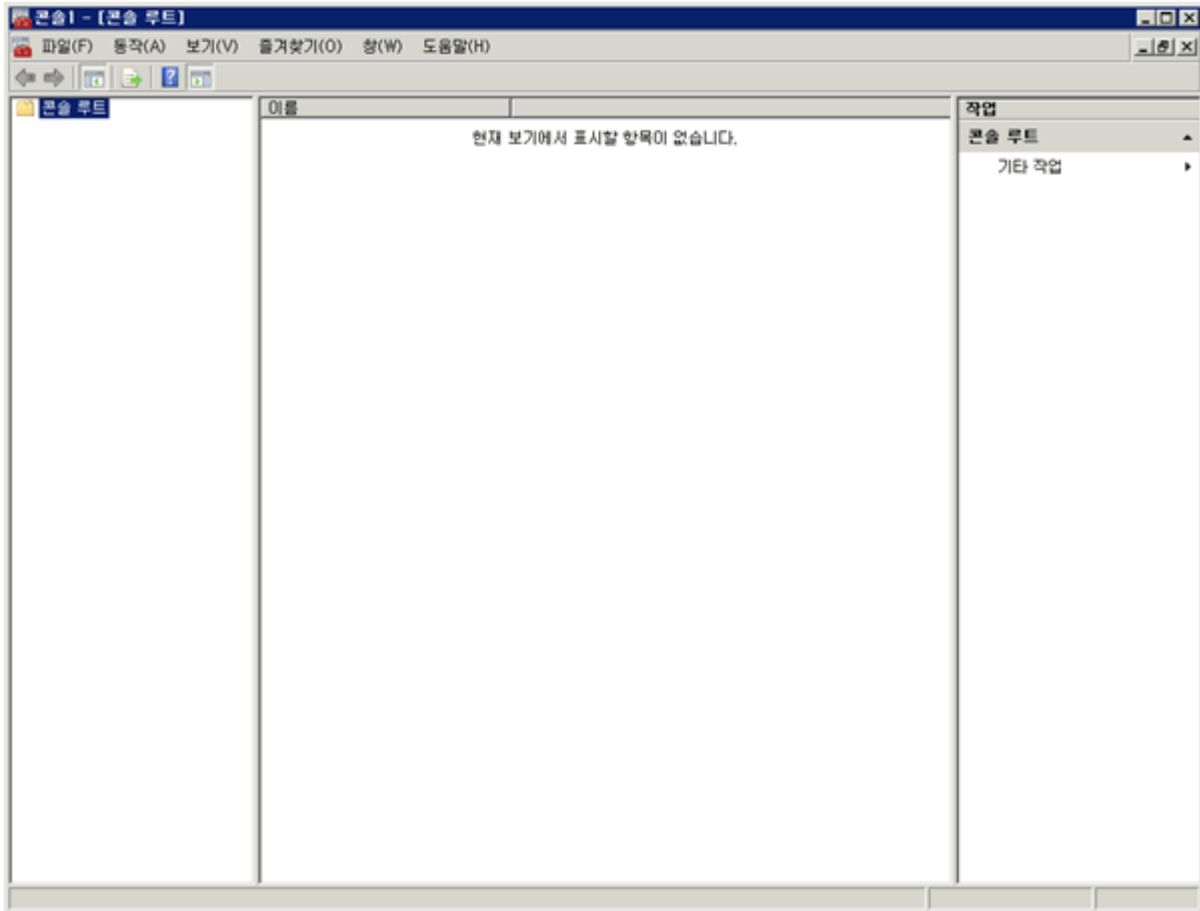 콘솔1 - [콘솔 루트]
파일(F) 동작(A) 보기(V) 즐겨찾기(O) 창(W) 도움말(H)
콘솔 루트
이름
현재 보기에서 표시할 항목이 없습니다.
작업
콘솔 루트
기타 작업